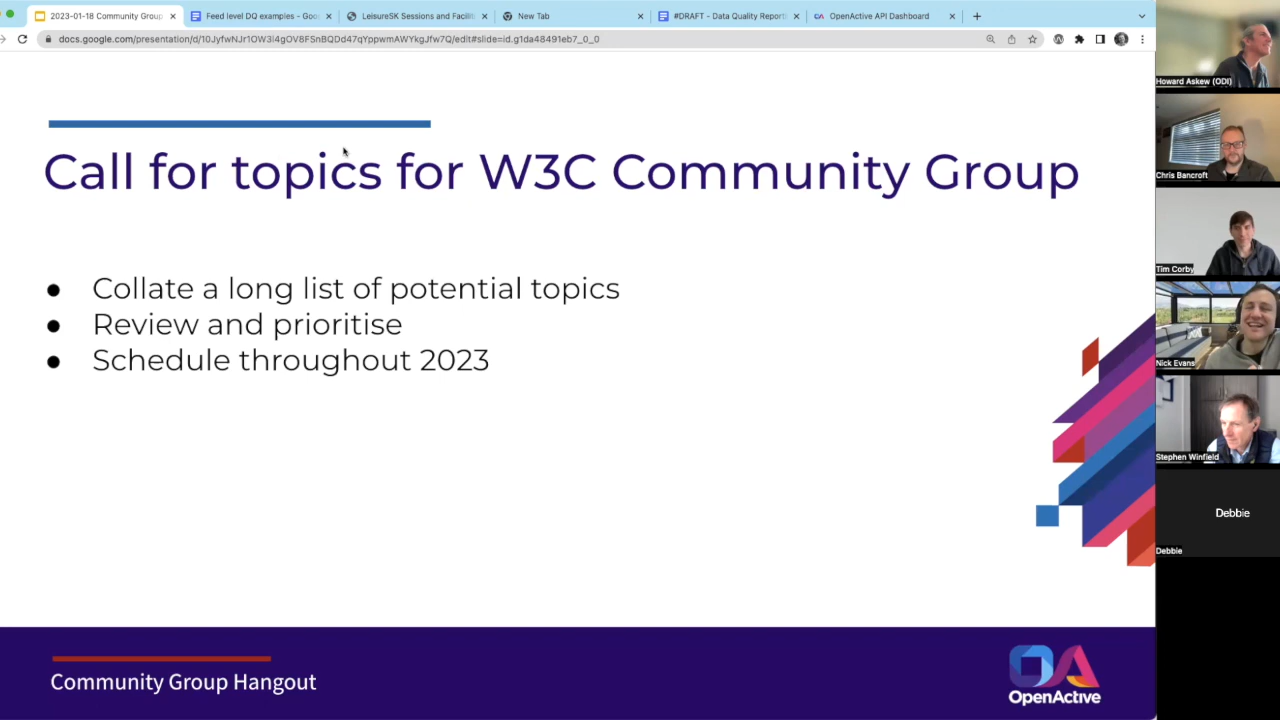 2023-01-18 Community Group
Feed level DQ examples - Goo
LeisureSK Sessions and Facili
New Tab
#DRAFT - Data Quality Reporti
OpenActive API Dashboard
docs.google.com/presentation/d/10JyfwNJr1OW3l4gOV8FSnBQDd47qYppwmAWYkgJfw7Q/edit#slide=id.g1da48491eb7_0_0
Call for topics for W3C Community Group
● Collate a long list of potential topics
● Review and prioritise
● Schedule throughout 2023
Community Group Hangout
OpenActive
Howard Askew (ODI)
Chris Bancroft
Tim Corby
Nick Evans
Stephen Winfield
Debbie
Debbie